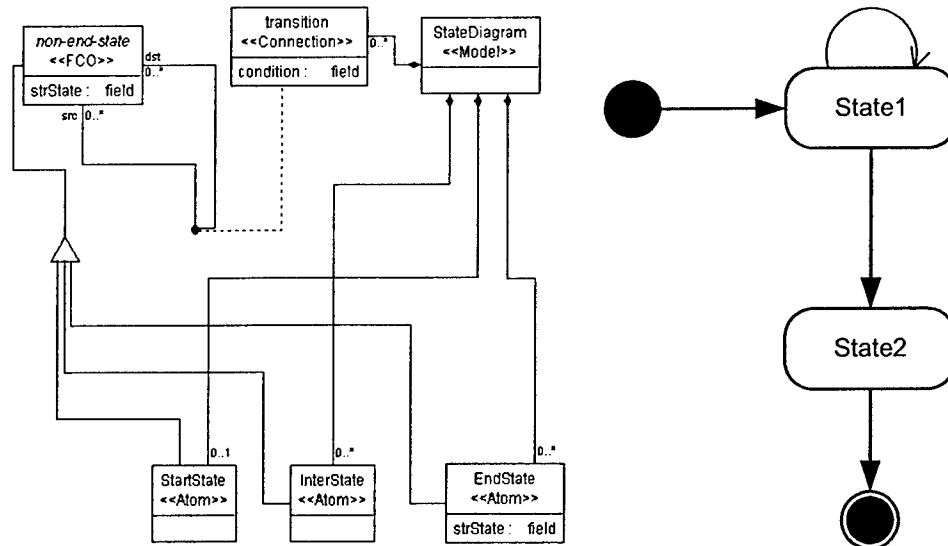 non-end-state
<<FCO>>
strState : field
dst
0..*
src
0..*
transition
<<Connection>>
condition : field
0..*
StateDiagram
<<Model>>
State1
State2
0..1
StartState
<<Atom>>
0..*
InterState
<<Atom>>
0..*
EndState
<<Atom>>
strState : field